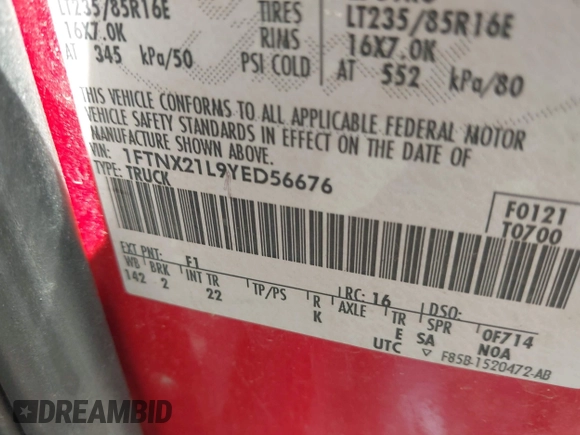 LT235/85R16E TIRES LT235/85R16E
16X7.0K RIMS 16X7.0K
AT 345 kPa/50 PSI COLD AT 552 kPa/80
THIS VEHICLE CONFORMS TO ALL APPLICABLE FEDERAL MOTOR
VEHICLE SAFETY STANDARDS IN EFFECT ON THE DATE OF
MANUFACTURE SHOWN ABOVE.
VIN: 1FTNX21L9YED56676
TYPE: TRUCK
F0121
T0700
EXT PNT: F1 RC: 16 DSO:
WB BRK INT TR TP/PS R AXLE TR SPR 0F714
142 2 22 K E SA N0A
UTC ▽ F85B-1520472-AB
DREAMBID